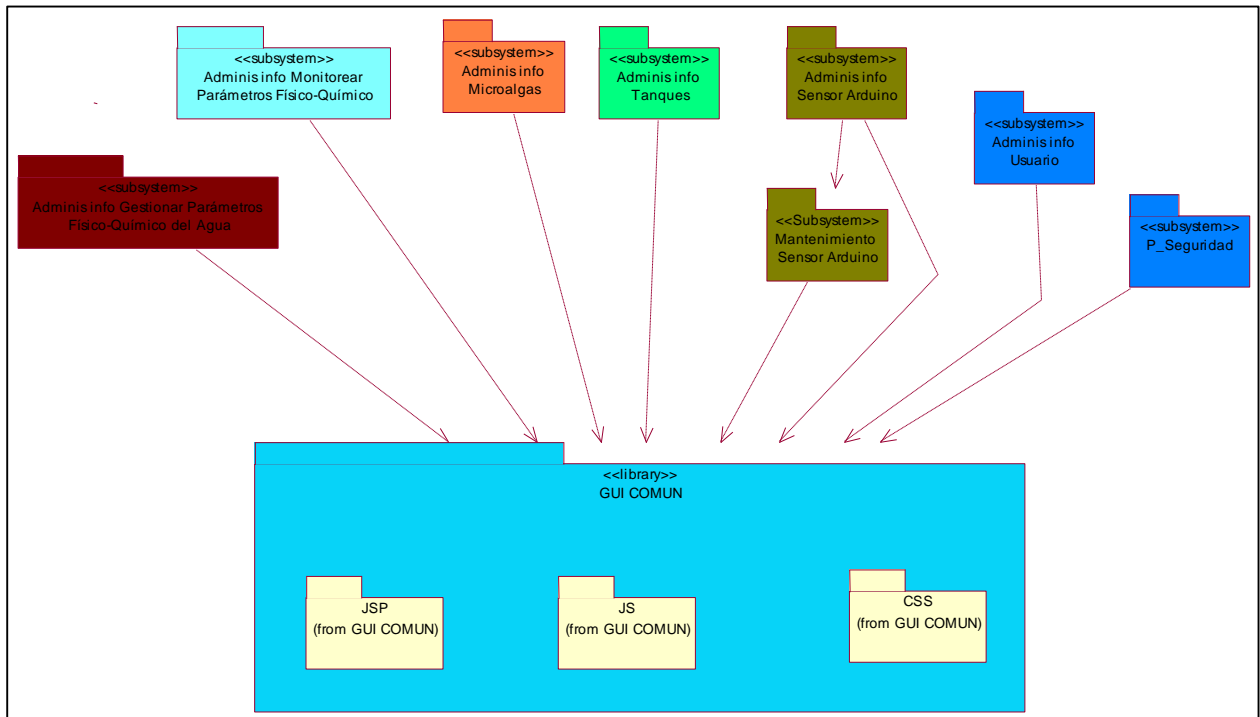 <<subsystem>>
Adminis info Monitorear
Parámetros Físico-Químico
<<subsystem>>
Adminis info
Microalgas
<<subsystem>>
Adminis info
Tanques
<<subsystem>>
Adminis info
Sensor Arduino
<<subsystem>>
Adminis info
Usuario
<<subsystem>>
Adminis info Gestionar Parámetros
Físico-Químico del Agua
<<Subsystem>>
Mantenimiento
Sensor Arduino
<<subsystem>>
P_Seguridad
<<library>>
GUI COMUN
JSP
(from GUI COMUN)
JS
(from GUI COMUN)
CSS
(from GUI COMUN)